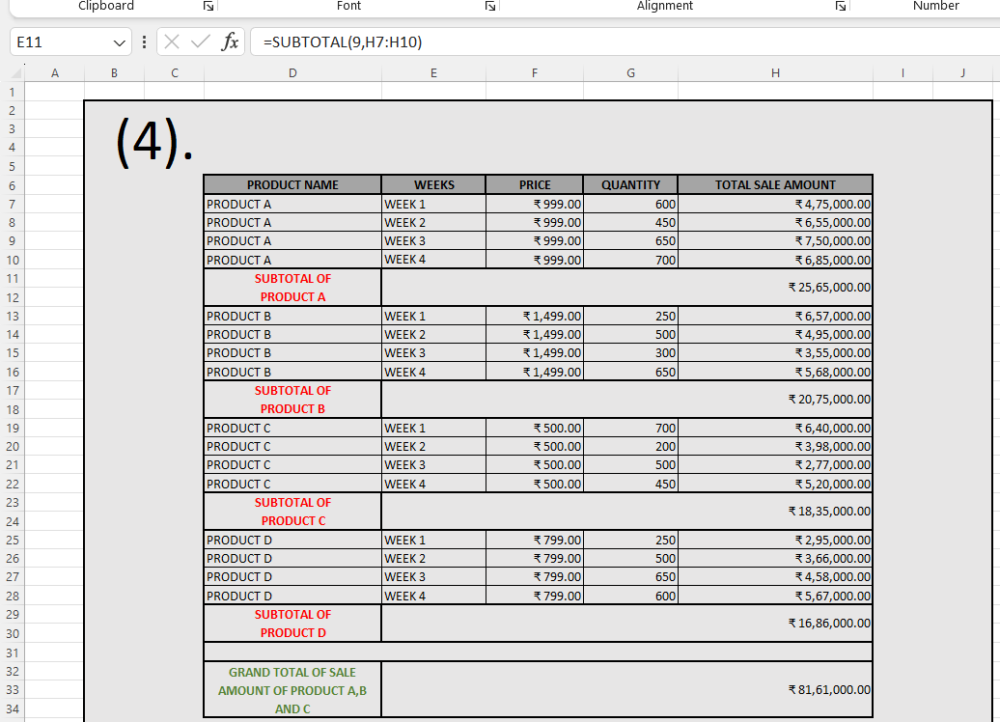 Clipboard Font Alignment Number
E11 fx =SUBTOTAL(9,H7:H10)
A B C D E F G H I J
1
2
3
4
5
6
7
8
9
10
11
12
13
14
15
16
17
18
19
20
21
22
23
24
25
26
27
28
29
30
31
32
33
34
(4).
PRODUCT NAME WEEKS PRICE QUANTITY TOTAL SALE AMOUNT
PRODUCT A WEEK 1 ₹ 999.00 600 ₹ 4,75,000.00
PRODUCT A WEEK 2 ₹ 999.00 450 ₹ 6,55,000.00
PRODUCT A WEEK 3 ₹ 999.00 650 ₹ 7,50,000.00
PRODUCT A WEEK 4 ₹ 999.00 700 ₹ 6,85,000.00
SUBTOTAL OF
PRODUCT A
₹ 25,65,000.00
PRODUCT B WEEK 1 ₹ 1,499.00 250 ₹ 6,57,000.00
PRODUCT B WEEK 2 ₹ 1,499.00 500 ₹ 4,95,000.00
PRODUCT B WEEK 3 ₹ 1,499.00 300 ₹ 3,55,000.00
PRODUCT B WEEK 4 ₹ 1,499.00 650 ₹ 5,68,000.00
SUBTOTAL OF
PRODUCT B
₹ 20,75,000.00
PRODUCT C WEEK 1 ₹ 500.00 700 ₹ 6,40,000.00
PRODUCT C WEEK 2 ₹ 500.00 200 ₹ 3,98,000.00
PRODUCT C WEEK 3 ₹ 500.00 500 ₹ 2,77,000.00
PRODUCT C WEEK 4 ₹ 500.00 450 ₹ 5,20,000.00
SUBTOTAL OF
PRODUCT C
₹ 18,35,000.00
PRODUCT D WEEK 1 ₹ 799.00 250 ₹ 2,95,000.00
PRODUCT D WEEK 2 ₹ 799.00 500 ₹ 3,66,000.00
PRODUCT D WEEK 3 ₹ 799.00 650 ₹ 4,58,000.00
PRODUCT D WEEK 4 ₹ 799.00 600 ₹ 5,67,000.00
SUBTOTAL OF
PRODUCT D
₹ 16,86,000.00
GRAND TOTAL OF SALE
AMOUNT OF PRODUCT A,B
AND C
₹ 81,61,000.00